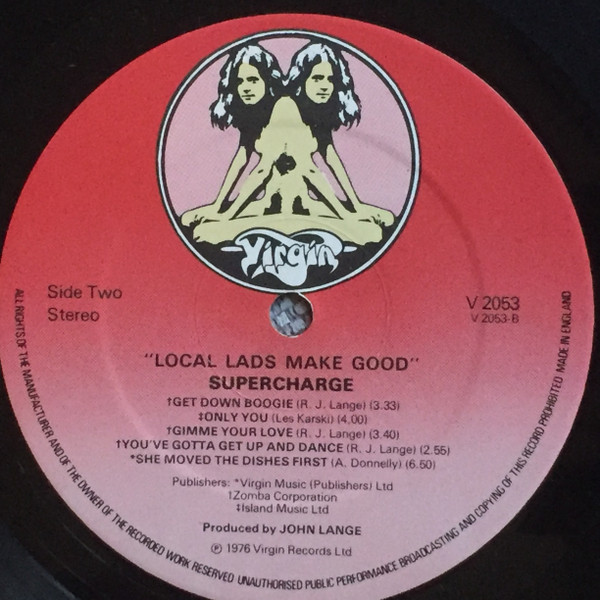 Virgin
Side Two
Stereo
V 2053
V 2053-B
"LOCAL LADS MAKE GOOD"
SUPERCHARGE
†GET DOWN BOOGIE (R. J. Lange) (3.33)
‡ONLY YOU (Les Karski) (4.00)
†GIMME YOUR LOVE (R. J. Lange) (3.40)
†YOU'VE GOTTA GET UP AND DANCE (R. J. Lange) (2.55)
*SHE MOVED THE DISHES FIRST (A. Donnelly) (6.50)
Publishers: *Virgin Music (Publishers) Ltd
†Zomba Corporation
‡Island Music Ltd
Produced by JOHN LANGE
℗ 1976 Virgin Records Ltd
ALL RIGHTS OF THE MANUFACTURER AND OF THE OWNER OF THE RECORDED WORK RESERVED UNAUTHORISED PUBLIC PERFORMANCE BROADCASTING AND COPYING OF THIS RECORD PROHIBITED MADE IN ENGLAND